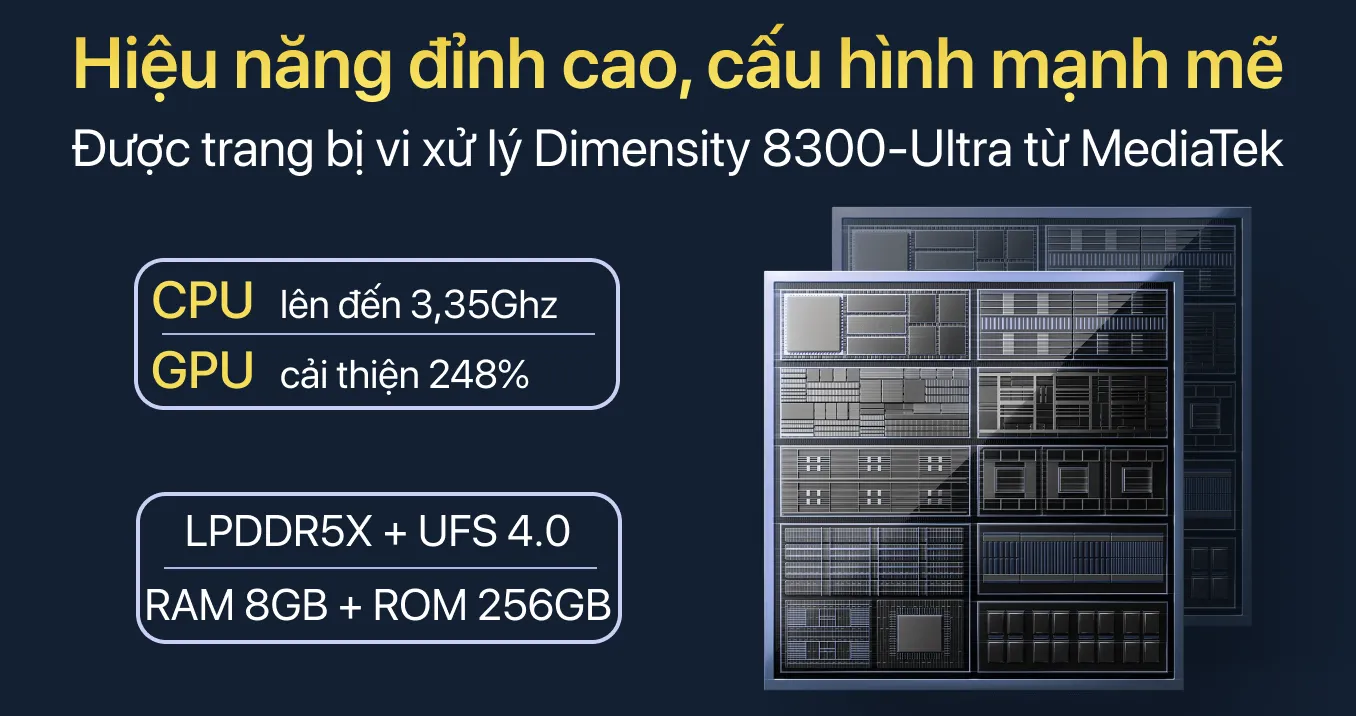 Hiệu năng đỉnh cao, cấu hình mạnh mẽ
Được trang bị vi xử lý Dimensity 8300-Ultra từ MediaTek
CPU lên đến 3,35Ghz
GPU cải thiện 248%
LPDDR5X + UFS 4.0
RAM 8GB + ROM 256GB